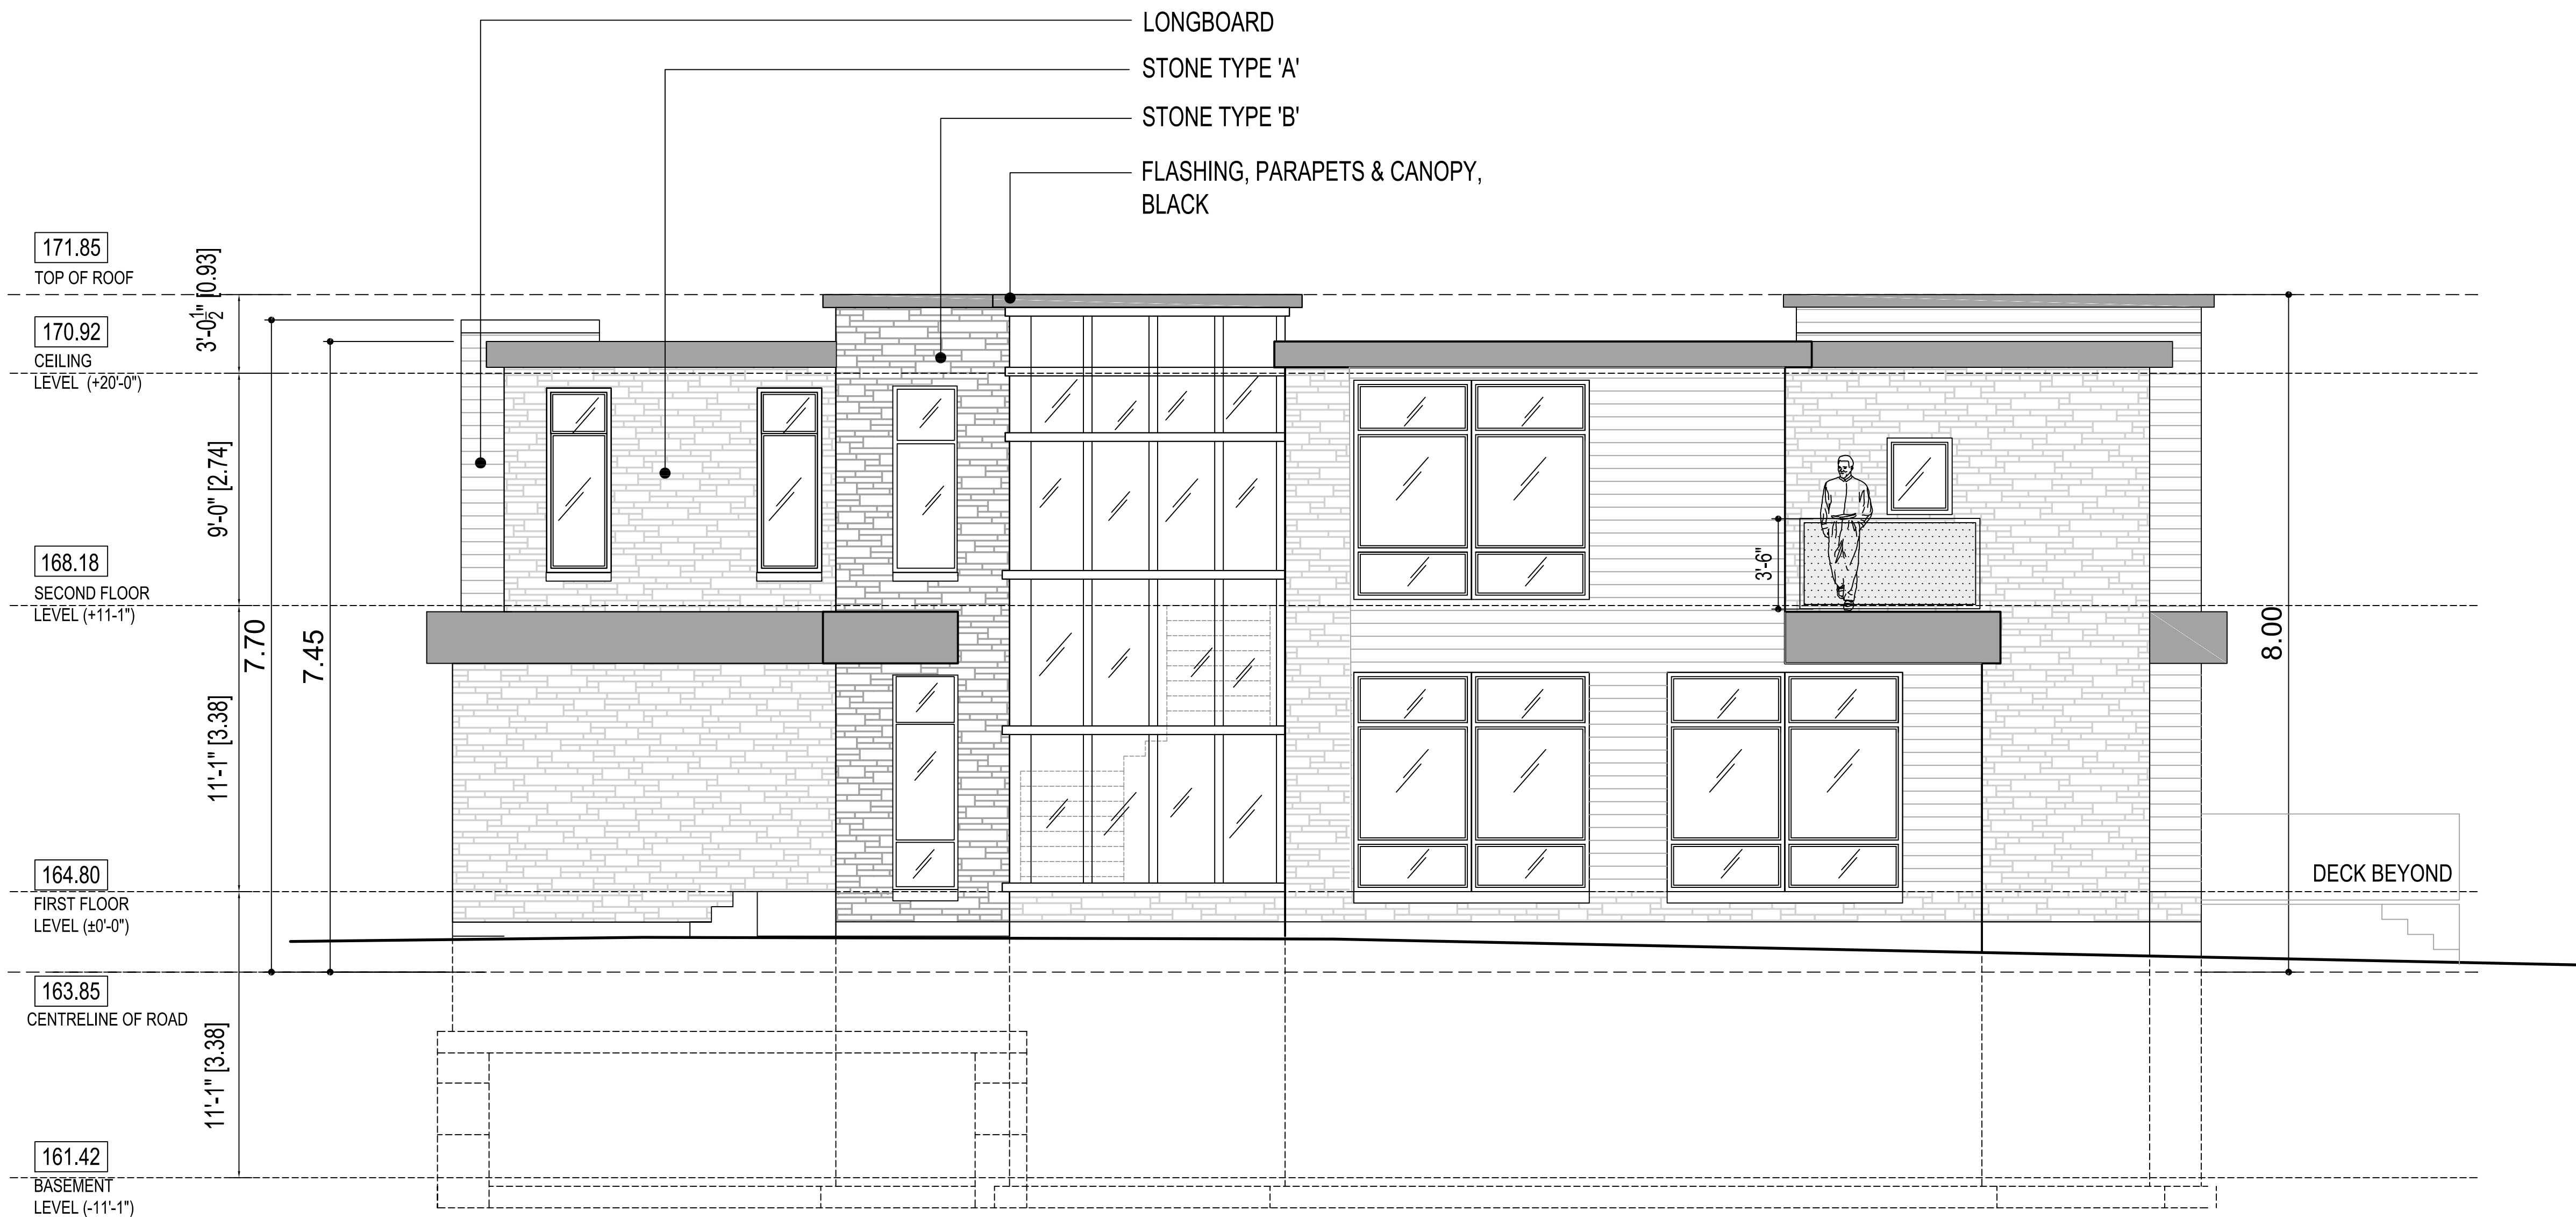 LONGBOARD
STONE TYPE 'A'
STONE TYPE 'B'
FLASHING, PARAPETS & CANOPY,
BLACK
171.85
TOP OF ROOF
3'-0 1/2" [0.93]
170.92
CEILING
LEVEL (+20'-0")
9'-0" [2.74]
168.18
SECOND FLOOR
LEVEL (+11-1")
7.70
7.45
3'-6"
8.00
11'-1" [3.38]
164.80
FIRST FLOOR
LEVEL (±0'-0")
DECK BEYOND
163.85
CENTRELINE OF ROAD
11'-1" [3.38]
161.42
BASEMENT
LEVEL (-11'-1")